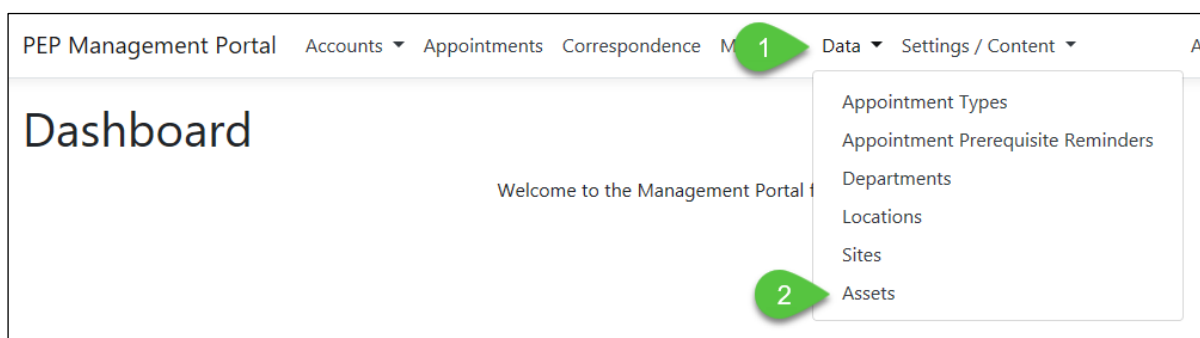 PEP Management Portal Accounts Appointments Correspondence M 1 Data Settings / Content A
Appointment Types
Dashboard
Appointment Prerequisite Reminders
Welcome to the Management Portal f
Departments
Locations
Sites
2 Assets